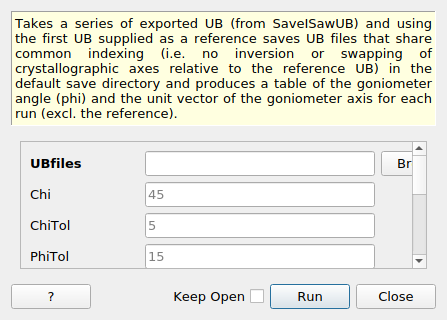 Takes a series of exported UB (from SaveISawUB) and using
the first UB supplied as a reference saves UB files that share
common indexing (i.e. no inversion or swapping of
crystallographic axes relative to the reference UB) in the
default save directory and produces a table of the goniometer
angle (phi) and the unit vector of the goniometer axis for each
run (excl. the reference).
UBfiles Br
Chi 45
ChiTol 5
PhiTol 15
? Keep Open Run Close